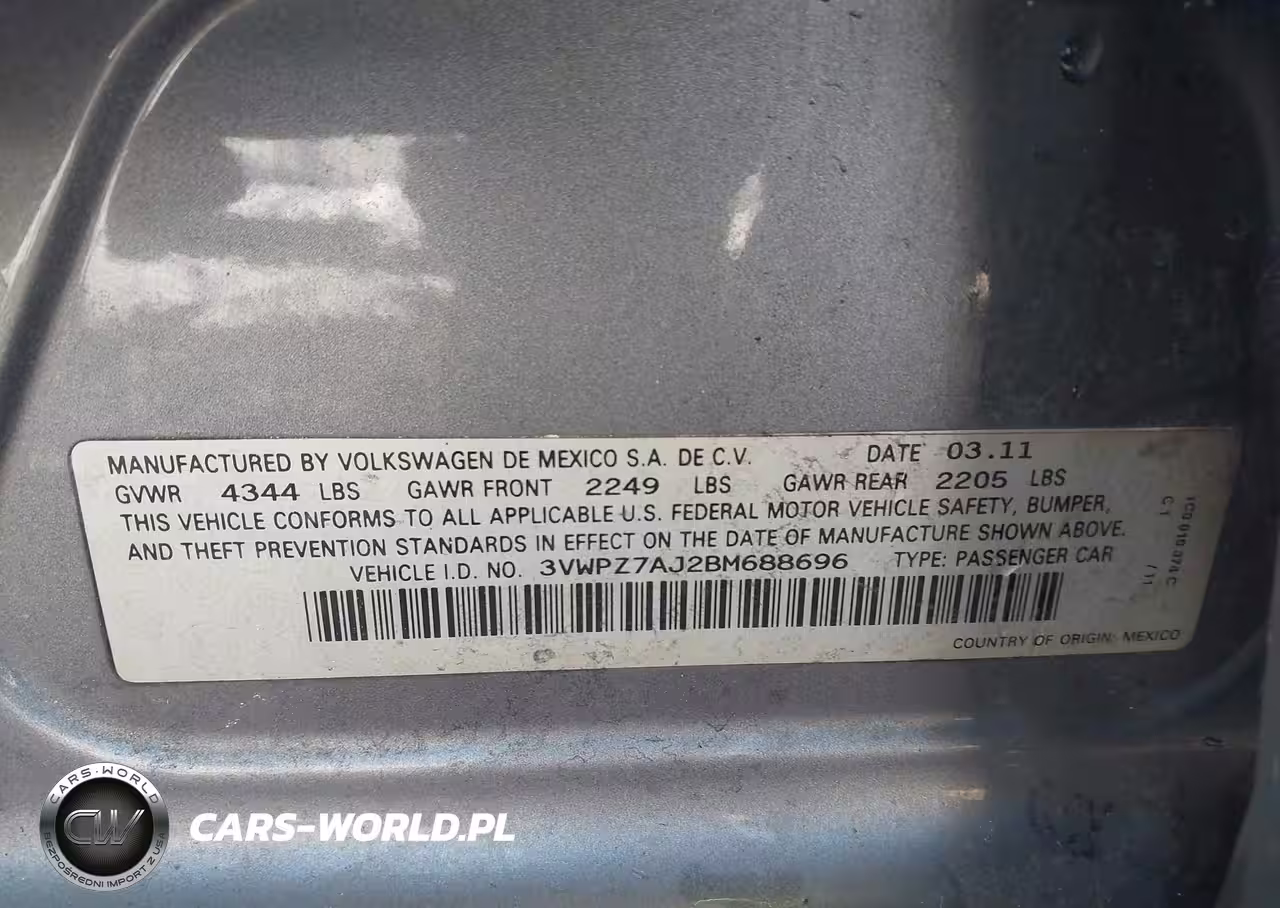 MANUFACTURED BY VOLKSWAGEN DE MEXICO S.A. DE C.V. DATE 03.11
GVWR 4344 LBS GAWR FRONT 2249 LBS GAWR REAR 2205 LBS
THIS VEHICLE CONFORMS TO ALL APPLICABLE U.S. FEDERAL MOTOR VEHICLE SAFETY, BUMPER,
AND THEFT PREVENTION STANDARDS IN EFFECT ON THE DATE OF MANUFACTURE SHOWN ABOVE.
VEHICLE I.D. NO. 3VWPZ7AJ2BM688696 TYPE: PASSENGER CAR
COUNTRY OF ORIGIN: MEXICO
CARS-WORLD
CW
BEZPOŚREDNI IMPORT Z USA
CARS-WORLD.PL